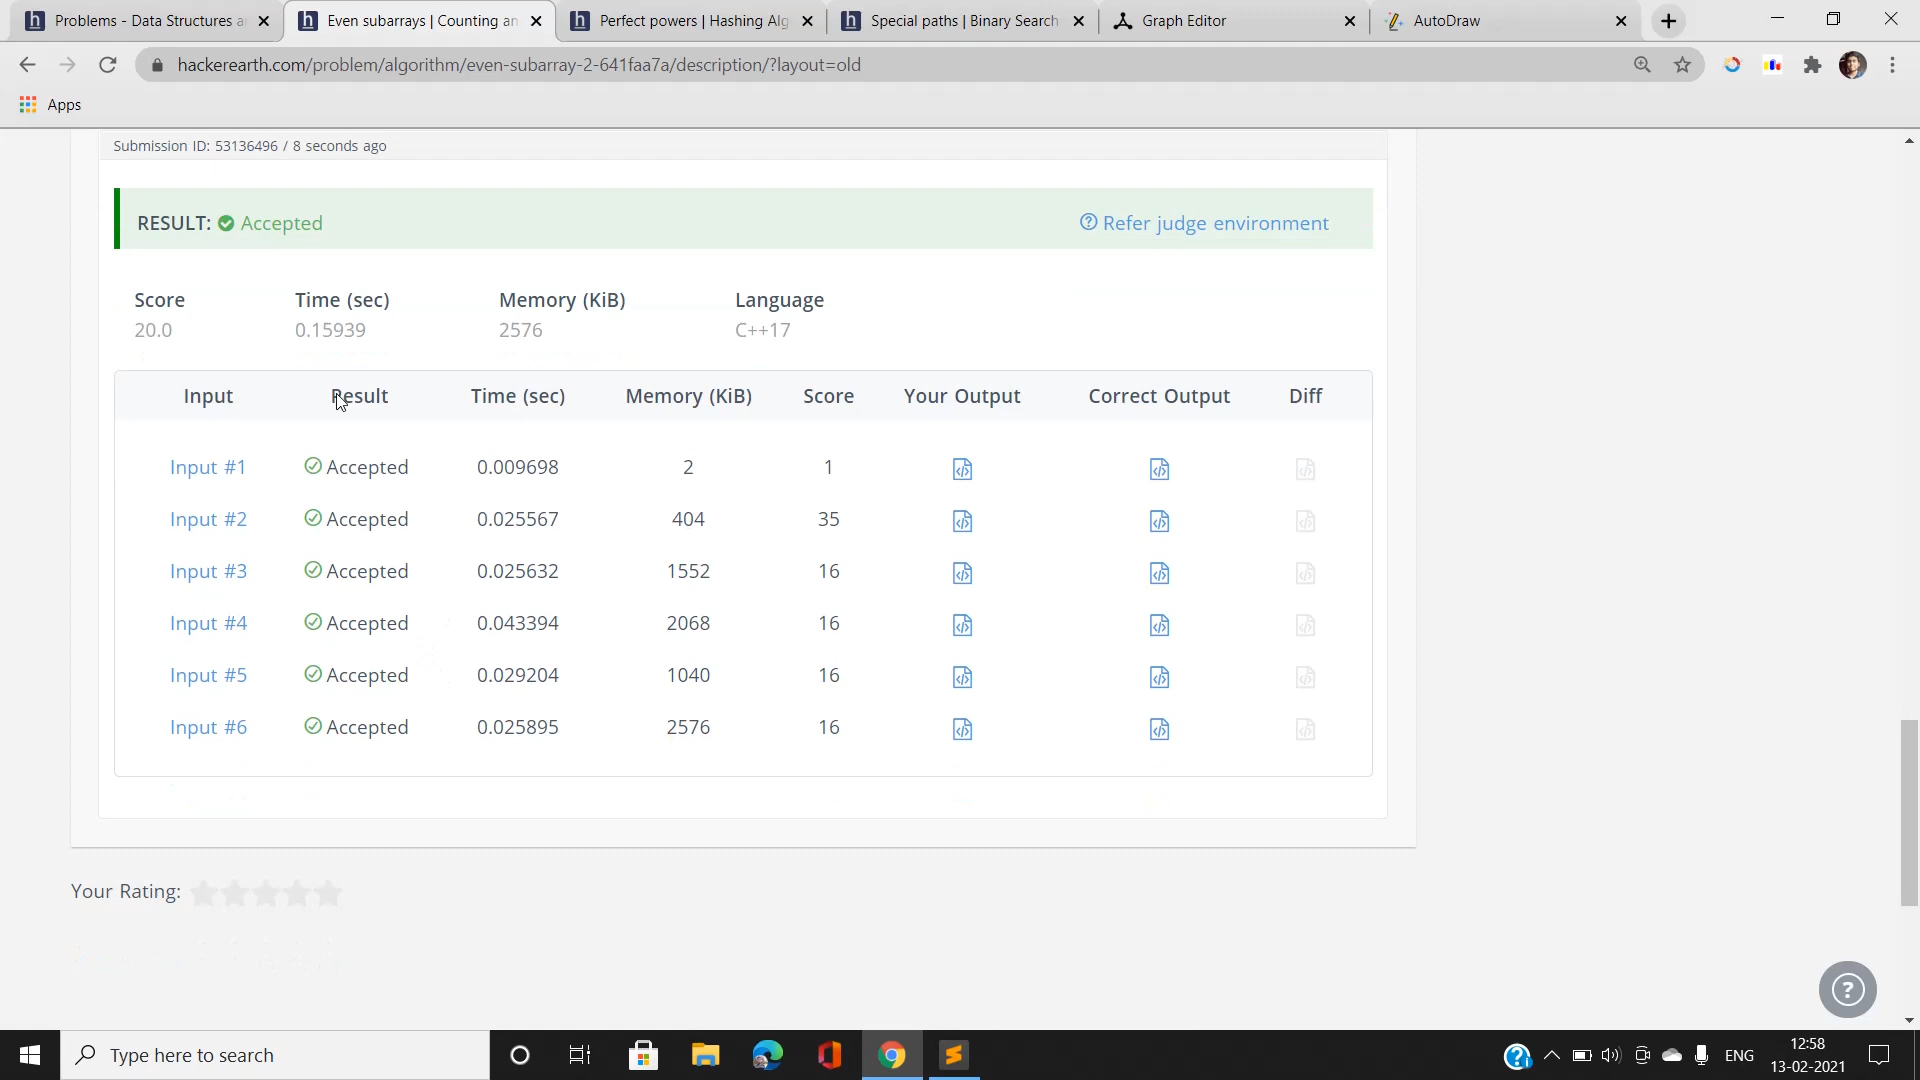 Problems - Data Structures a
Even subarrays | Counting an
Perfect powers | Hashing Alg
Special paths | Binary Search
Graph Editor
AutoDraw
hackerearth.com/problem/algorithm/even-subarray-2-641faa7a/description/?layout=old
Apps
Submission ID: 53136496 / 8 seconds ago
RESULT: Accepted
Refer judge environment
Score Time (sec) Memory (KiB) Language
20.0 0.15939 2576 C++17
Input Result Time (sec) Memory (KiB) Score Your Output Correct Output Diff
Input #1 Accepted 0.009698 2 1
Input #2 Accepted 0.025567 404 35
Input #3 Accepted 0.025632 1552 16
Input #4 Accepted 0.043394 2068 16
Input #5 Accepted 0.029204 1040 16
Input #6 Accepted 0.025895 2576 16
Your Rating:
Type here to search
ENG
12:58
13-02-2021